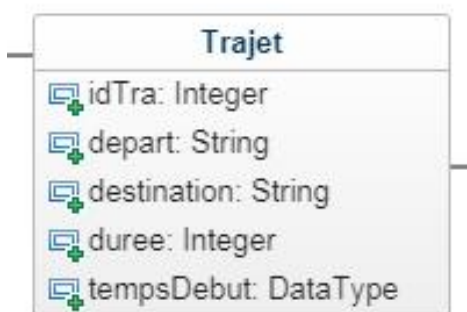 Trajet
idTra: Integer
depart: String
destination: String
duree: Integer
tempsDebut: DataType